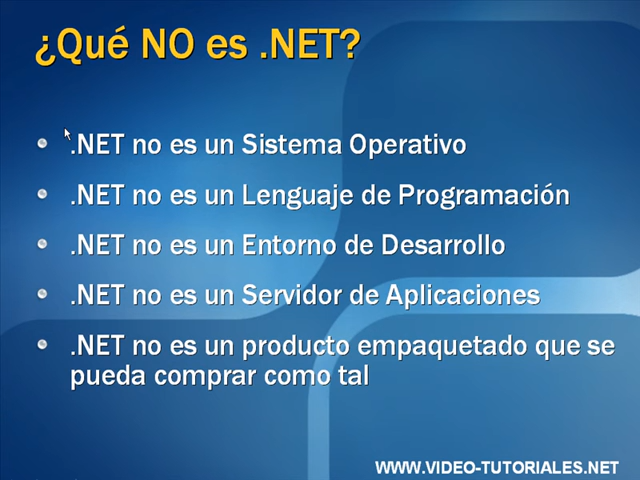 ¿Qué NO es .NET?
.NET no es un Sistema Operativo
.NET no es un Lenguaje de Programación
.NET no es un Entorno de Desarrollo
.NET no es un Servidor de Aplicaciones
.NET no es un producto empaquetado que se
pueda comprar como tal
WWW.VIDEO-TUTORIALES.NET